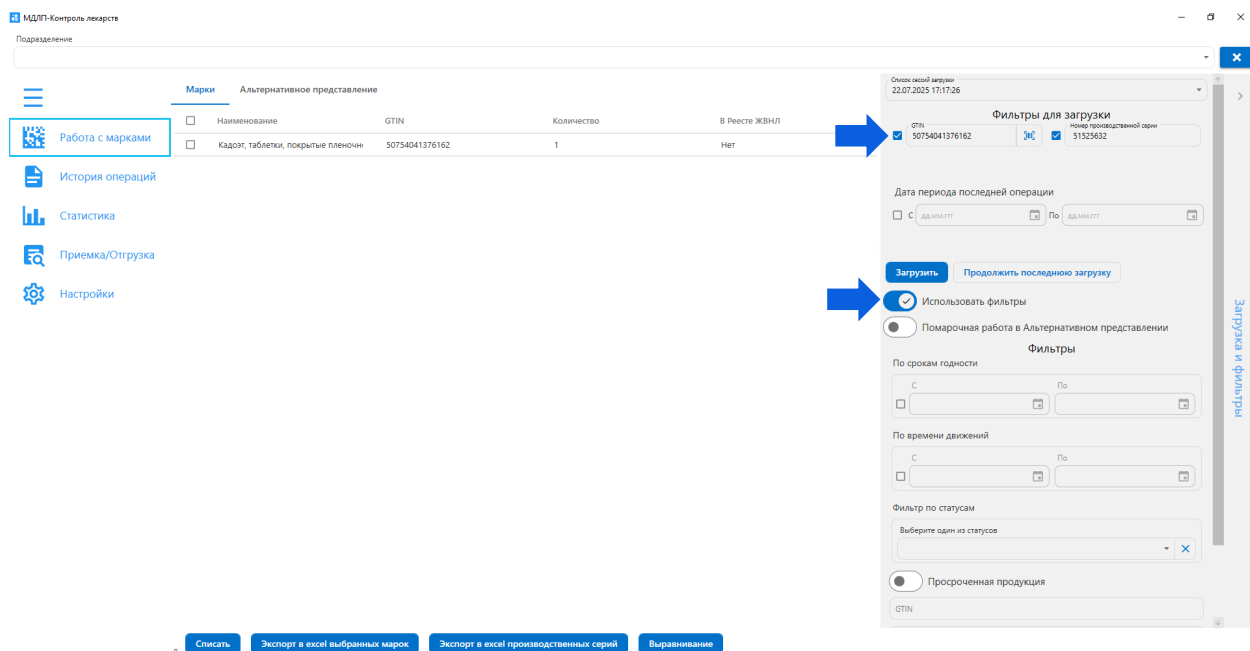 МДЛП-Контроль лекарств
Подразделение
Работа с марками
История операций
Статистика
Приемка/Отгрузка
Настройки
Марки Альтернативное представление
Наименование GTIN Количество В Реесте ЖВНЛ
Кадоэт, таблетки, покрытые пленочн 50754041376162 1 Нет
Список сессий загрузки
22.07.2025 17:17:26
Фильтры для загрузки
GTIN Номер производственной серии
50754041376162 51525632
Дата периода последней операции
С дд.мм.ггг По дд.мм.ггг
Загрузить Продолжить последнюю загрузку
Использовать фильтры
Помарочная работа в Альтернативном представлении
Фильтры
По срокам годности
С По
По времени движений
С По
Фильтр по статусам
Выберите один из статусов
Просроченная продукция
GTIN
Загрузка и фильтры
Списать Экспорт в excel выбранных марок Экспорт в excel производственных серий Выравнивание